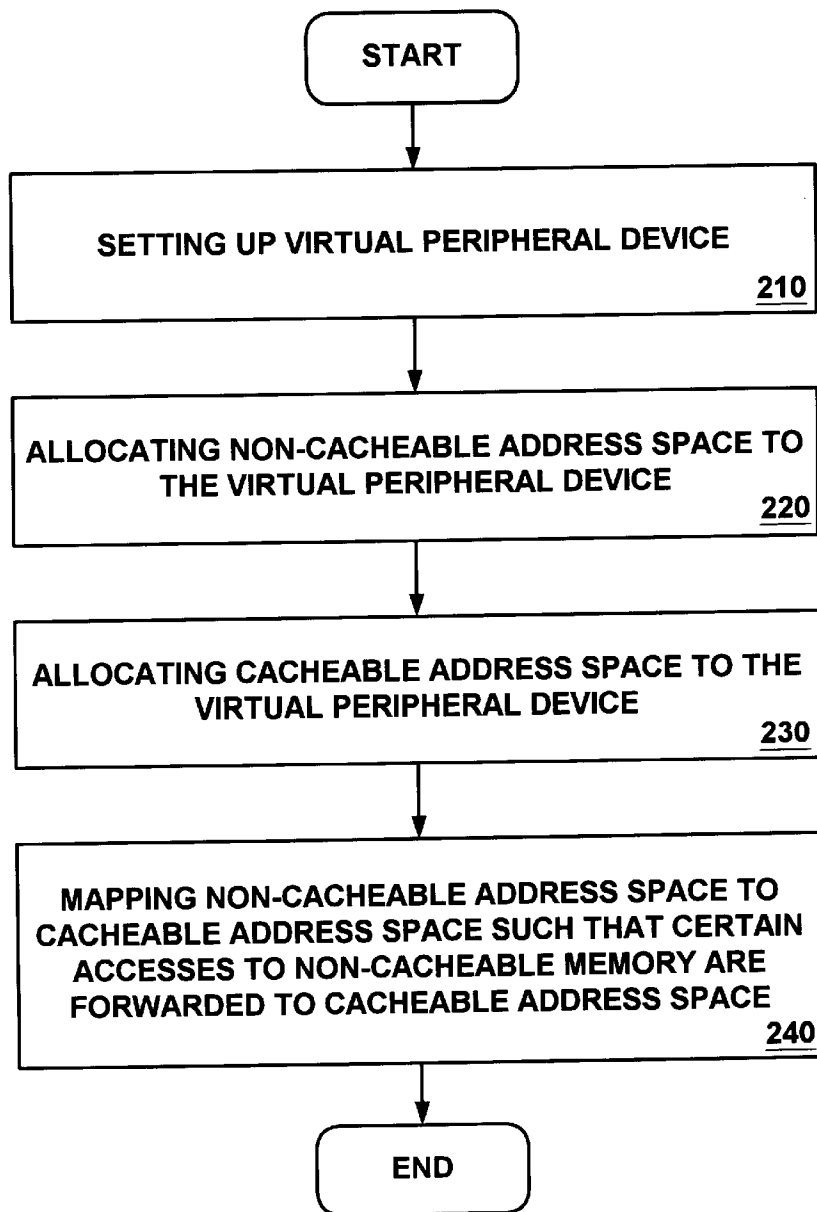 START
SETTING UP VIRTUAL PERIPHERAL DEVICE
210
ALLOCATING NON-CACHEABLE ADDRESS SPACE TO
THE VIRTUAL PERIPHERAL DEVICE
220
ALLOCATING CACHEABLE ADDRESS SPACE TO THE
VIRTUAL PERIPHERAL DEVICE
230
MAPPING NON-CACHEABLE ADDRESS SPACE TO
CACHEABLE ADDRESS SPACE SUCH THAT CERTAIN
ACCESSES TO NON-CACHEABLE MEMORY ARE
FORWARDED TO CACHEABLE ADDRESS SPACE
240
END